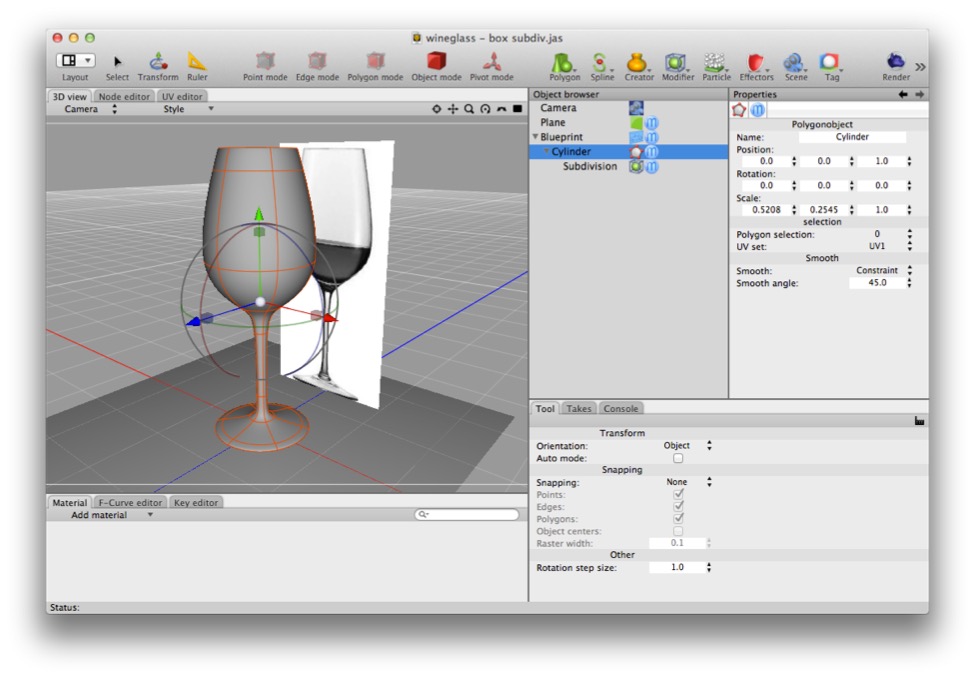 wineglass – box subdiv.jas
Layout Select Transform Ruler Point mode Edge mode Polygon mode Object mode Pivot mode Polygon Spline Creator Modifier Particle Effectors Scene Tag Render
3D view Node editor UV editor
Camera Style
Object browser
Camera
Plane
Blueprint
Cylinder
Subdivision
Properties
Polygonobject
Name: Cylinder
Position:
0.0 0.0 1.0
Rotation:
0.0 0.0 0.0
Scale:
0.5208 0.2545 1.0
selection
Polygon selection: 0
UV set: UV1
Smooth
Smooth: Constraint
Smooth angle: 45.0
Tool Takes Console
Transform
Orientation: Object
Auto mode:
Snapping
Snapping: None
Points:
Edges:
Polygons:
Object centers:
Raster width: 0.1
Other
Rotation step size: 1.0
Material F-Curve editor Key editor
Add material
Status: